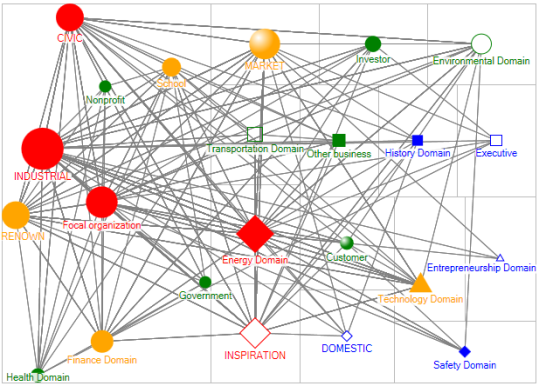 CIVIC
MARKET
Investor
Environmental Domain
School
Nonprofit
Transportation Domain
Other business
History Domain
Executive
INDUSTRIAL
Focal organization
RENOWN
Energy Domain
Customer
Entrepreneurship Domain
Government
Technology Domain
Finance Domain
INSPIRATION
DOMESTIC
Safety Domain
Health Domain